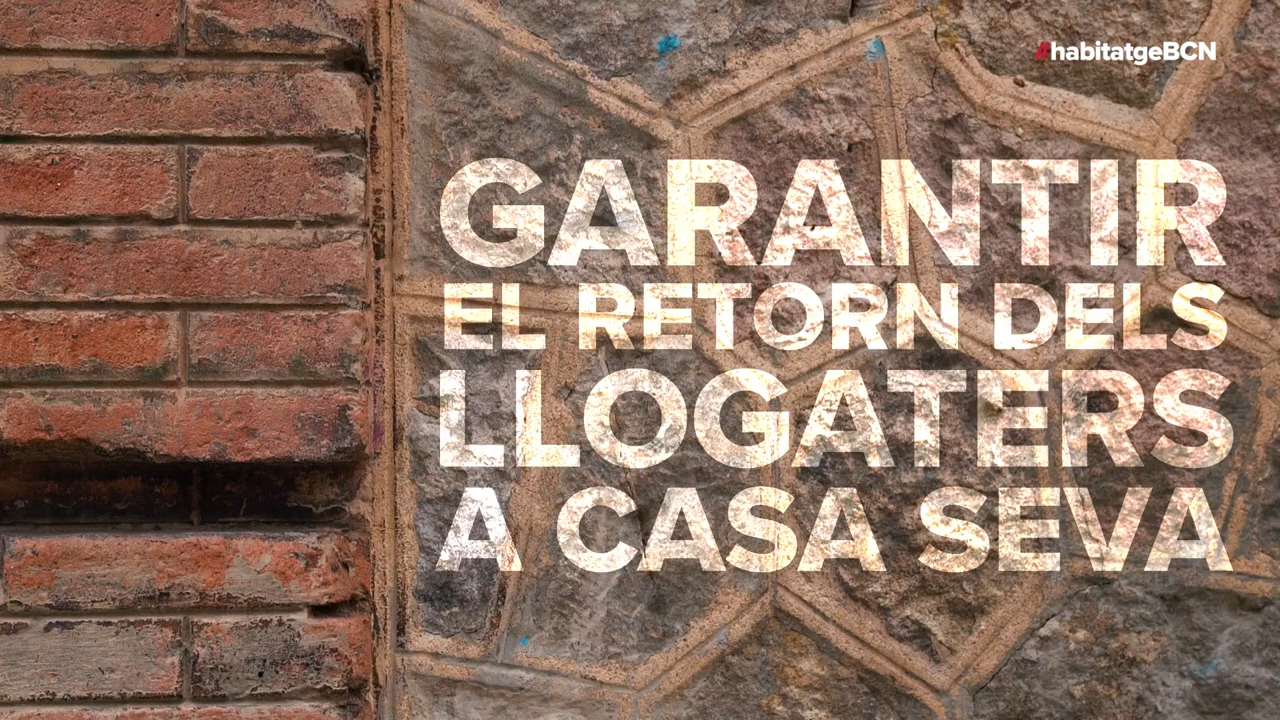 #habitatgeBCN
GARANTIR
EL RETORN DELS
LLOGATERS
A CASA SEVA